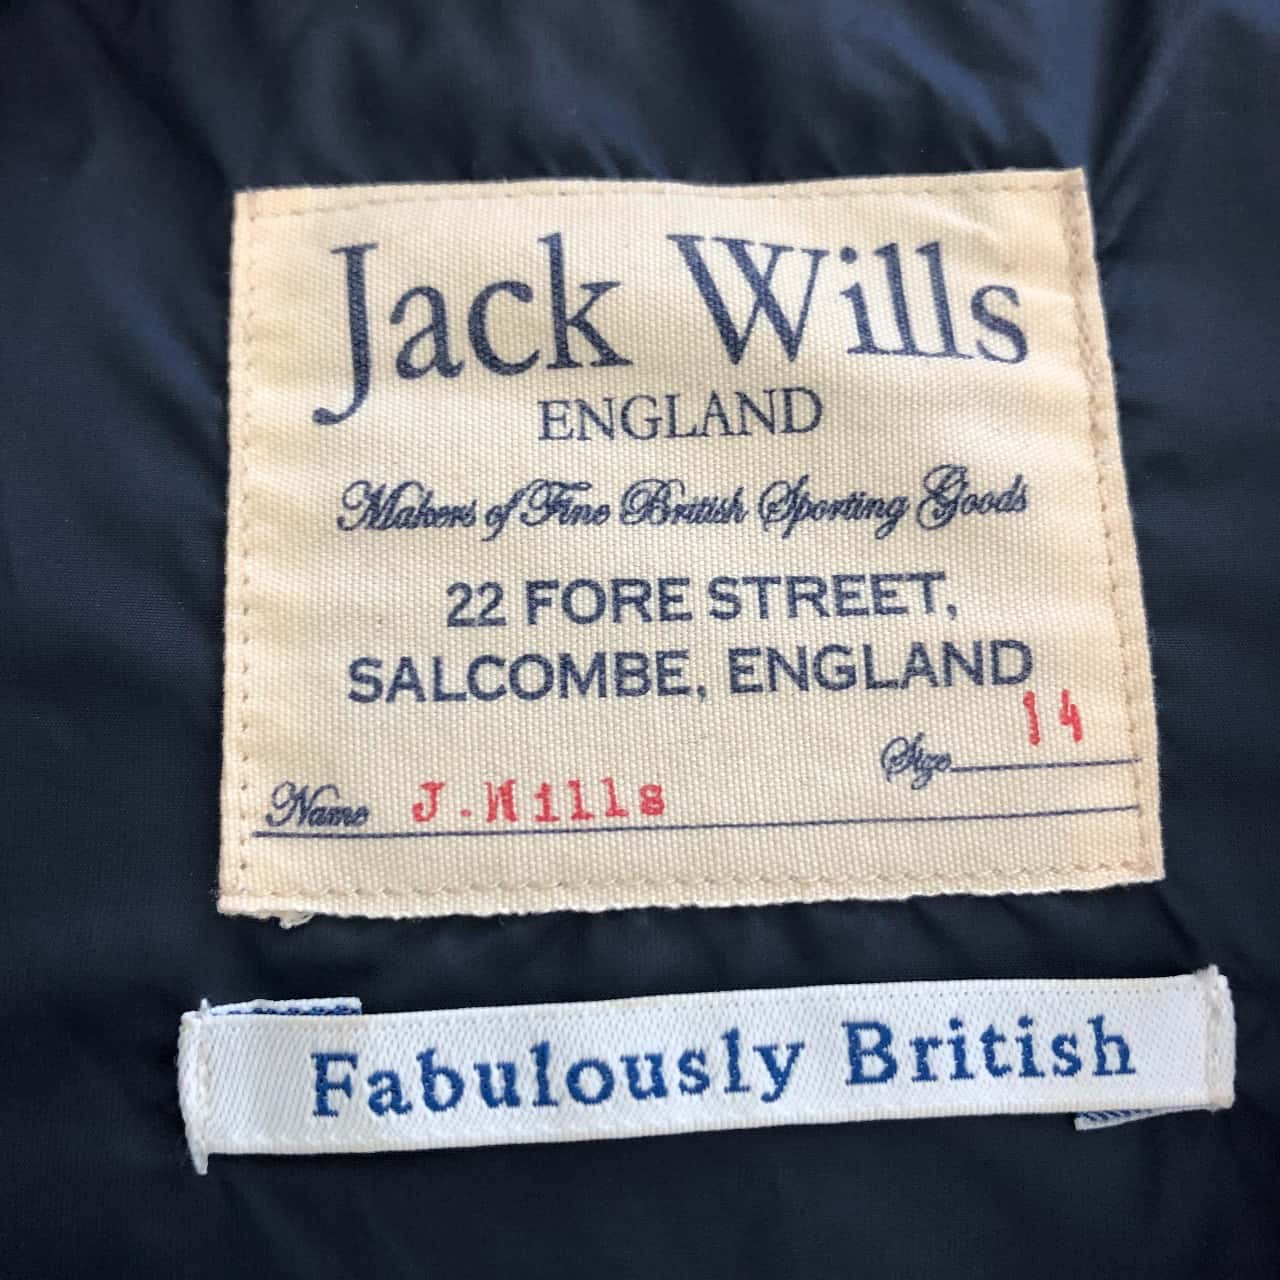 Jack Wills
ENGLAND
Makers of Fine British Sporting Goods
22 FORE STREET,
SALCOMBE, ENGLAND
Size 14
Name J.Wills
Fabulously British